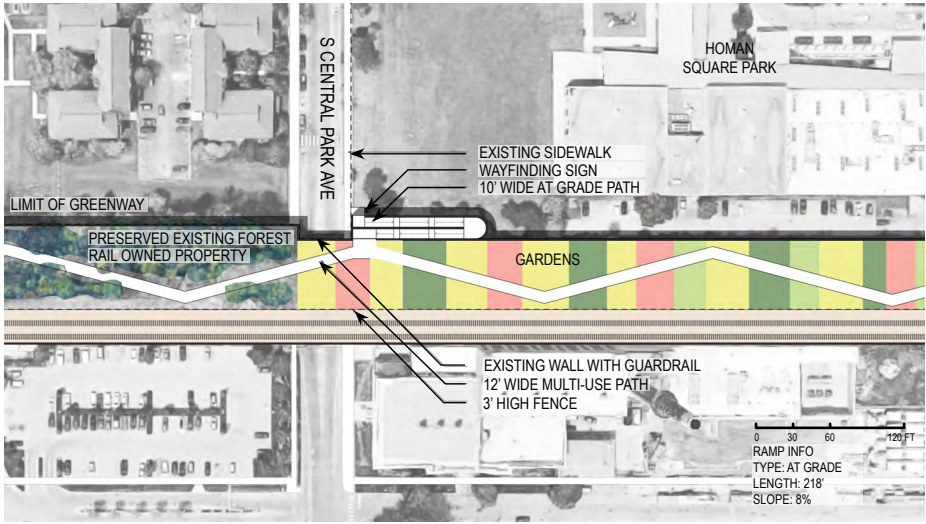 S CENTRAL PARK AVE
HOMAN
SQUARE PARK
EXISTING SIDEWALK
WAYFINDING SIGN
10' WIDE AT GRADE PATH
LIMIT OF GREENWAY
PRESERVED EXISTING FOREST
RAIL OWNED PROPERTY
GARDENS
EXISTING WALL WITH GUARDRAIL
12' WIDE MULTI-USE PATH
3' HIGH FENCE
0 30 60 120 FT
RAMP INFO
TYPE: AT GRADE
LENGTH: 218'
SLOPE: 8%